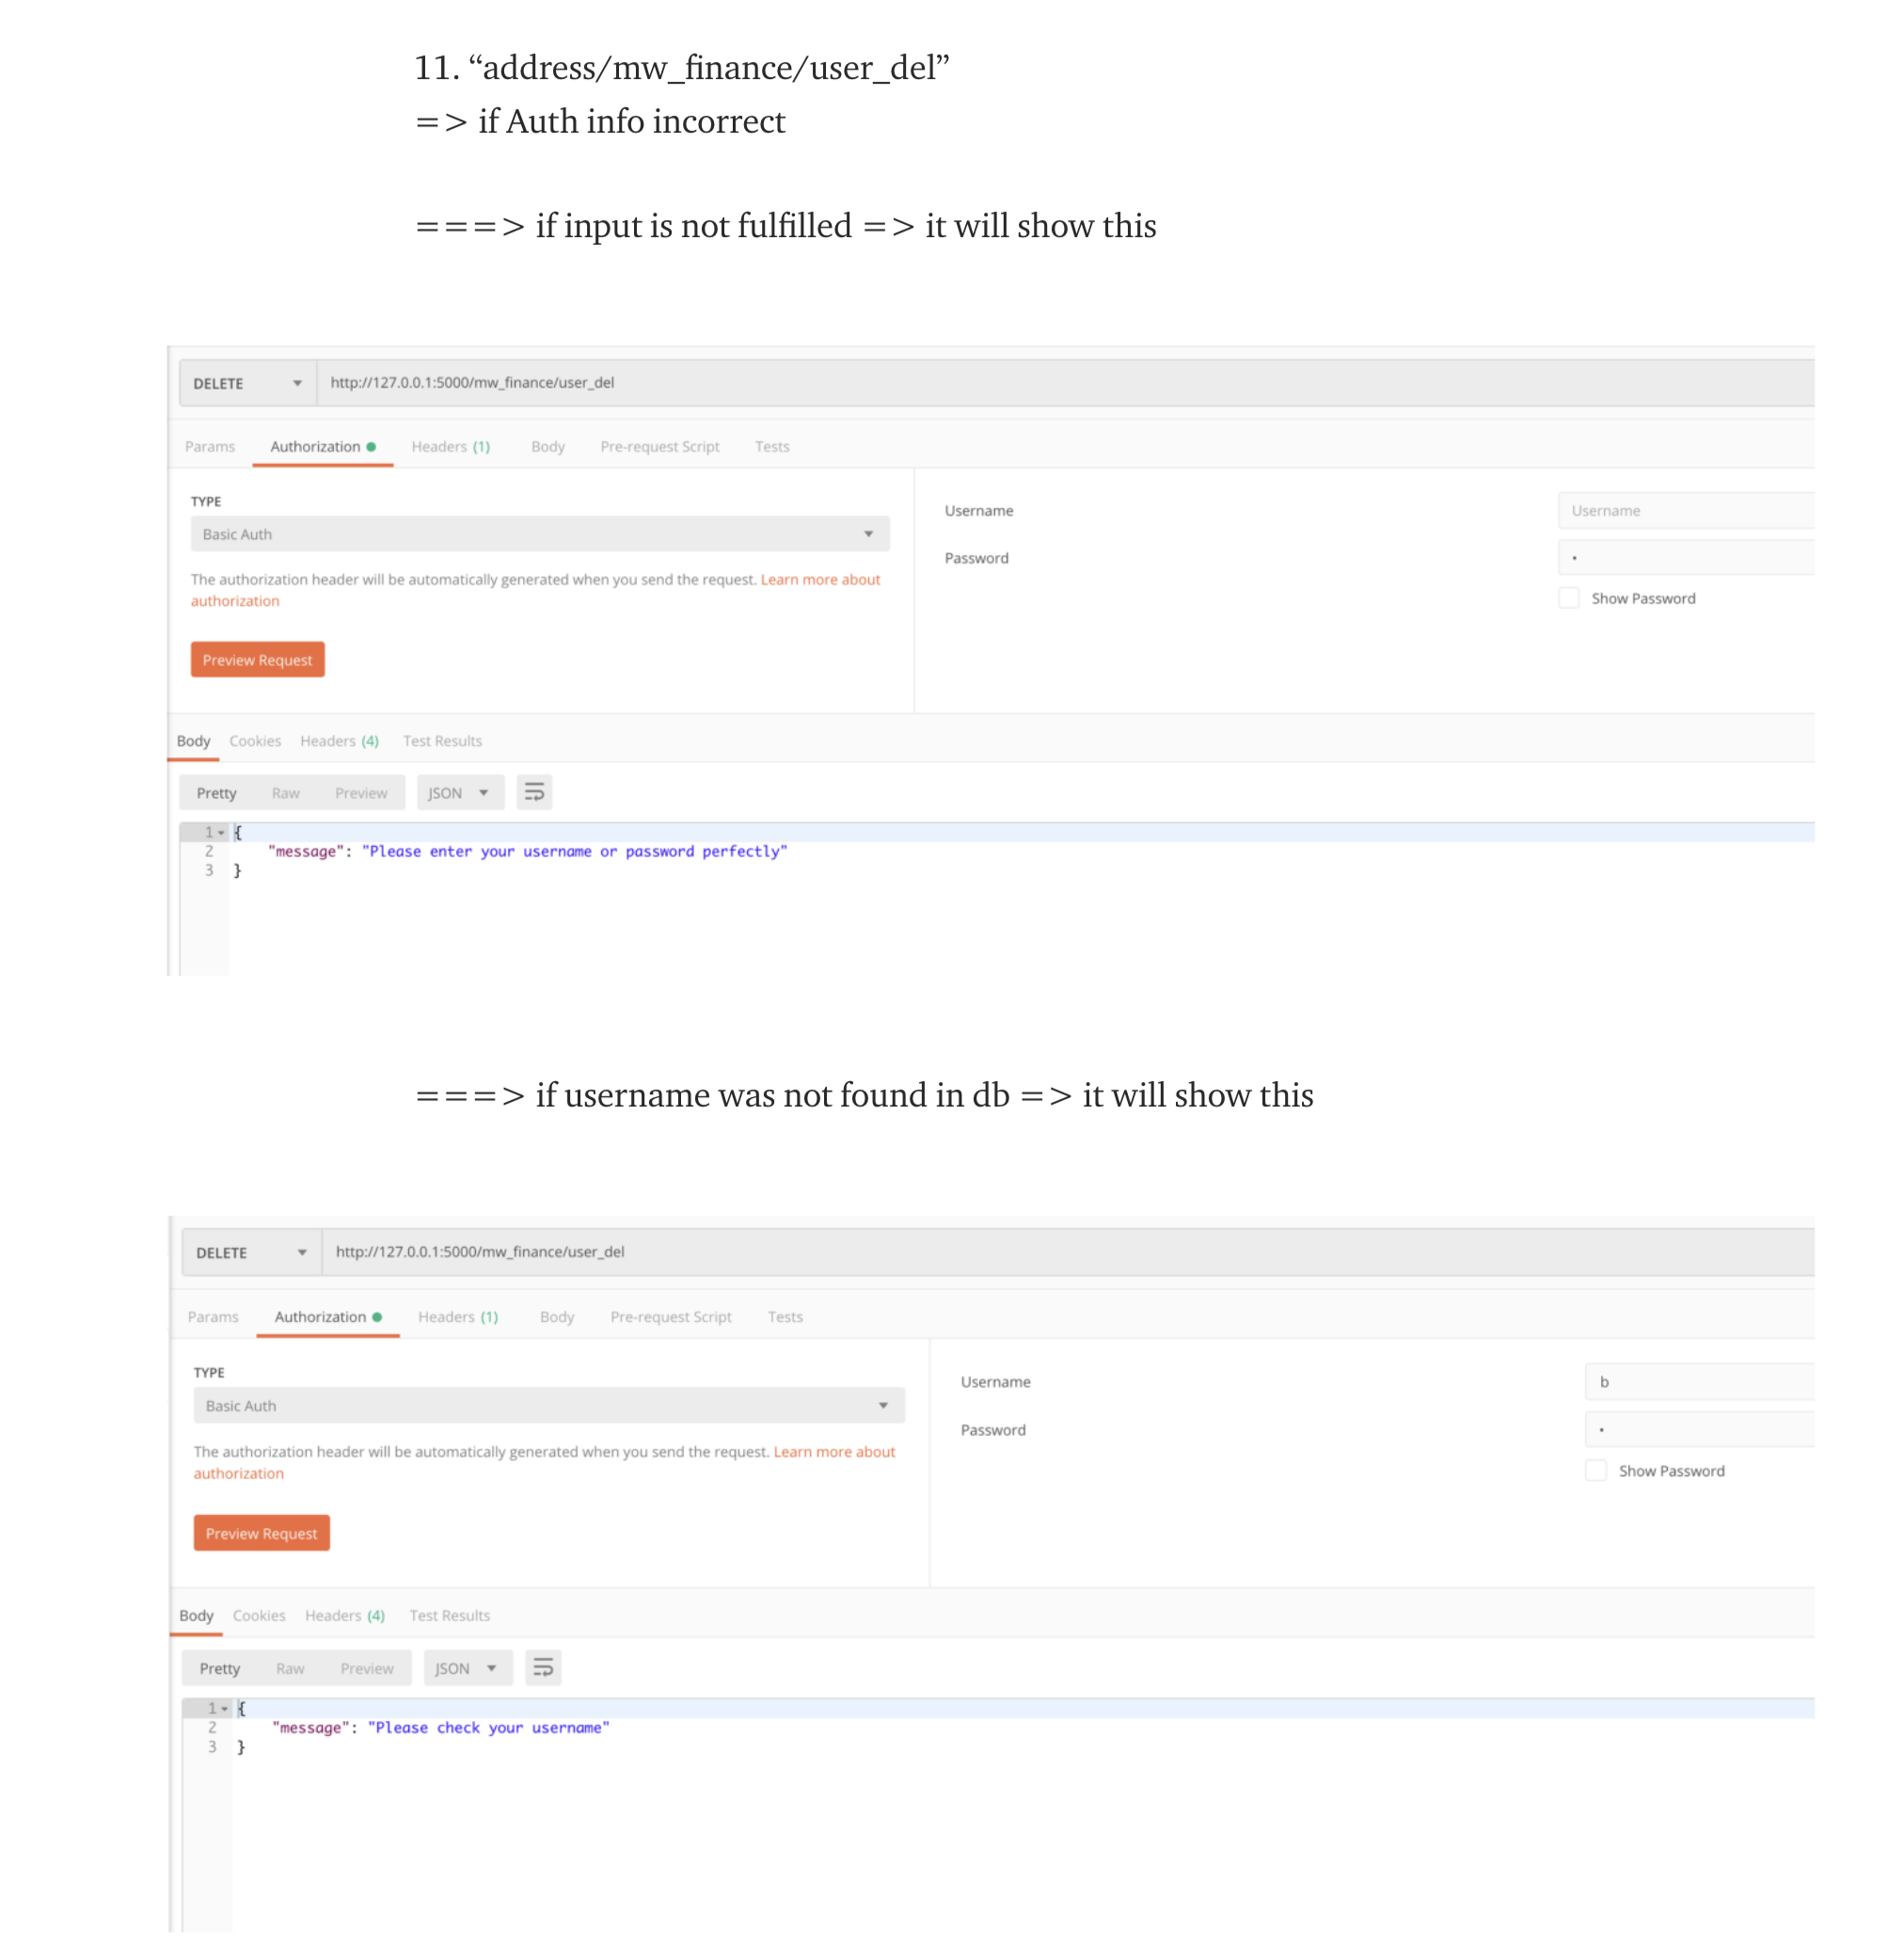 11. “address/mw_finance/user_del”
=> if Auth info incorrect
===> if input is not fulfilled => it will show this
DELETE http://127.0.0.1:5000/mw_finance/user_del
Params Authorization Headers (1) Body Pre-request Script Tests
TYPE
Basic Auth
The authorization header will be automatically generated when you send the request. Learn more about
authorization
Preview Request
Username Username
Password •
Show Password
Body Cookies Headers (4) Test Results
Pretty Raw Preview JSON
1 {
2 "message": "Please enter your username or password perfectly"
3 }
===> if username was not found in db => it will show this
DELETE http://127.0.0.1:5000/mw_finance/user_del
Params Authorization Headers (1) Body Pre-request Script Tests
TYPE
Basic Auth
The authorization header will be automatically generated when you send the request. Learn more about
authorization
Preview Request
Username b
Password •
Show Password
Body Cookies Headers (4) Test Results
Pretty Raw Preview JSON
1 {
2 "message": "Please check your username"
3 }